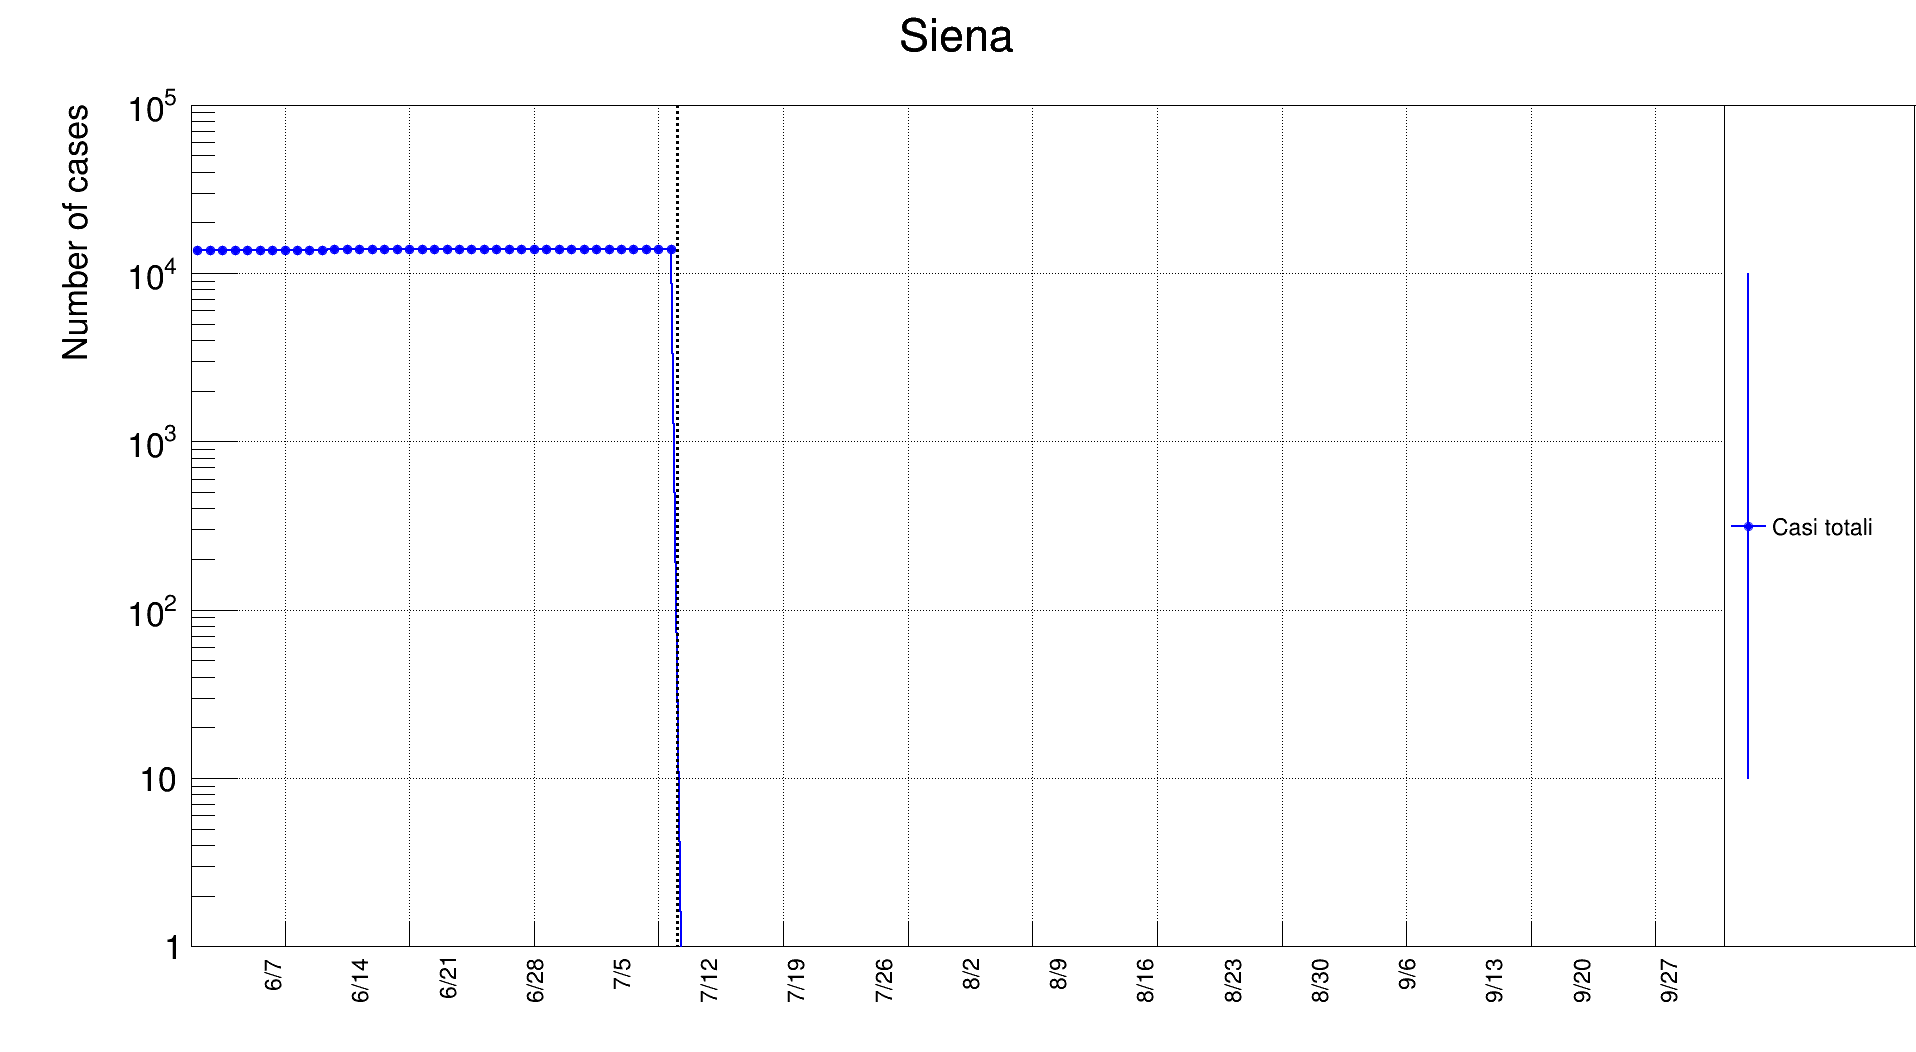 Siena
Number of cases
10^5
10^4
10^3
10^2
10
1
6/7 6/14 6/21 6/28 7/5 7/12 7/19 7/26 8/2 8/9 8/16 8/23 8/30 9/6 9/13 9/20 9/27
Casi totali